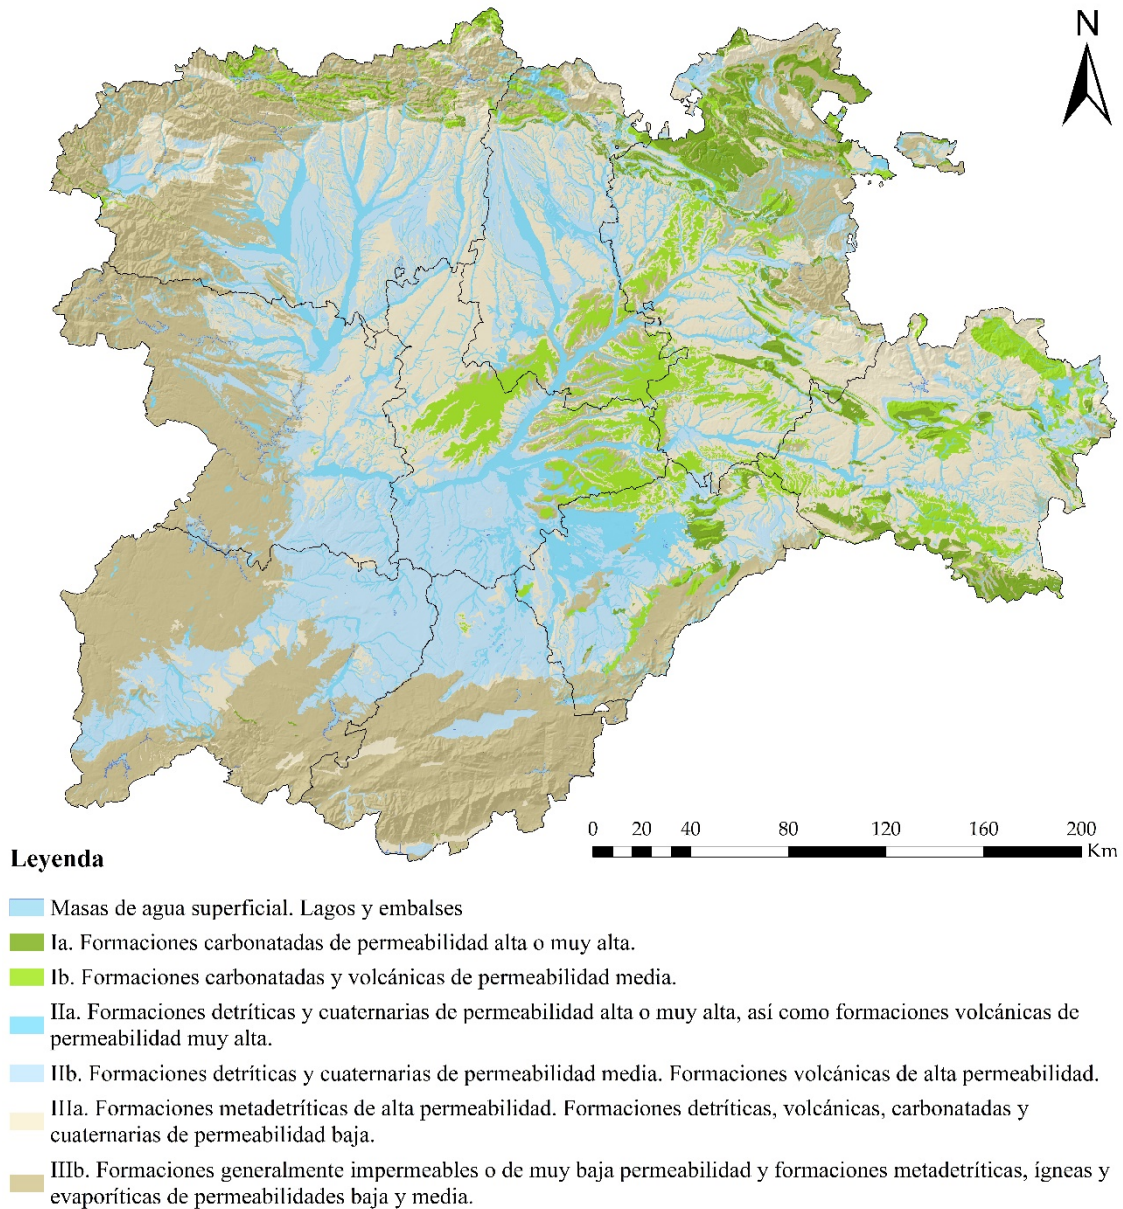 N
0 20 40 80 120 160 200
Km
Leyenda
Masas de agua superficial. Lagos y embalses
Ia. Formaciones carbonatadas de permeabilidad alta o muy alta.
Ib. Formaciones carbonatadas y volcánicas de permeabilidad media.
IIa. Formaciones detríticas y cuaternarias de permeabilidad alta o muy alta, así como formaciones volcánicas de
permeabilidad muy alta.
IIb. Formaciones detríticas y cuaternarias de permeabilidad media. Formaciones volcánicas de alta permeabilidad.
IIIa. Formaciones metadetríticas de alta permeabilidad. Formaciones detríticas, volcánicas, carbonatadas y
cuaternarias de permeabilidad baja.
IIIb. Formaciones generalmente impermeables o de muy baja permeabilidad y formaciones metadetríticas, ígneas y
evaporíticas de permeabilidades baja y media.